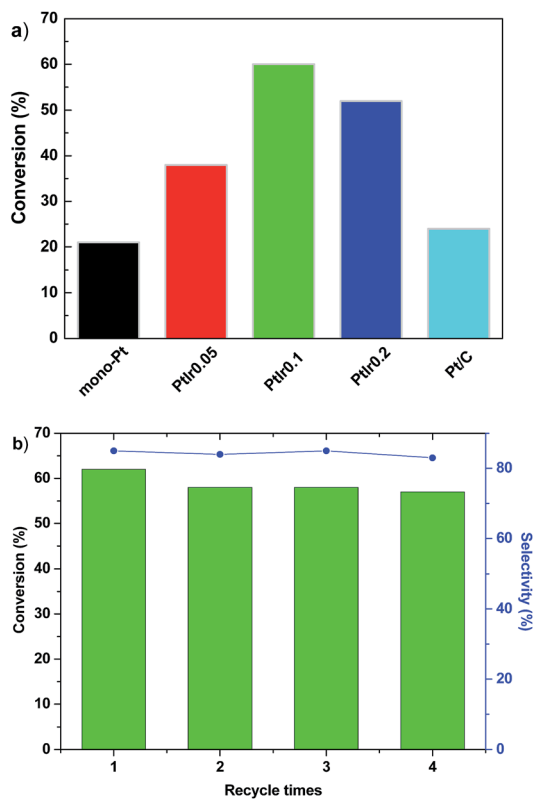 a)
Conversion (%)
70
60
50
40
30
20
10
0
mono-Pt
PtIr0.05
PtIr0.1
PtIr0.2
Pt/C
b)
Conversion (%)
70
60
50
40
30
20
10
0
1
2
3
4
Recycle times
80
60
40
20
0
Selectivity (%)